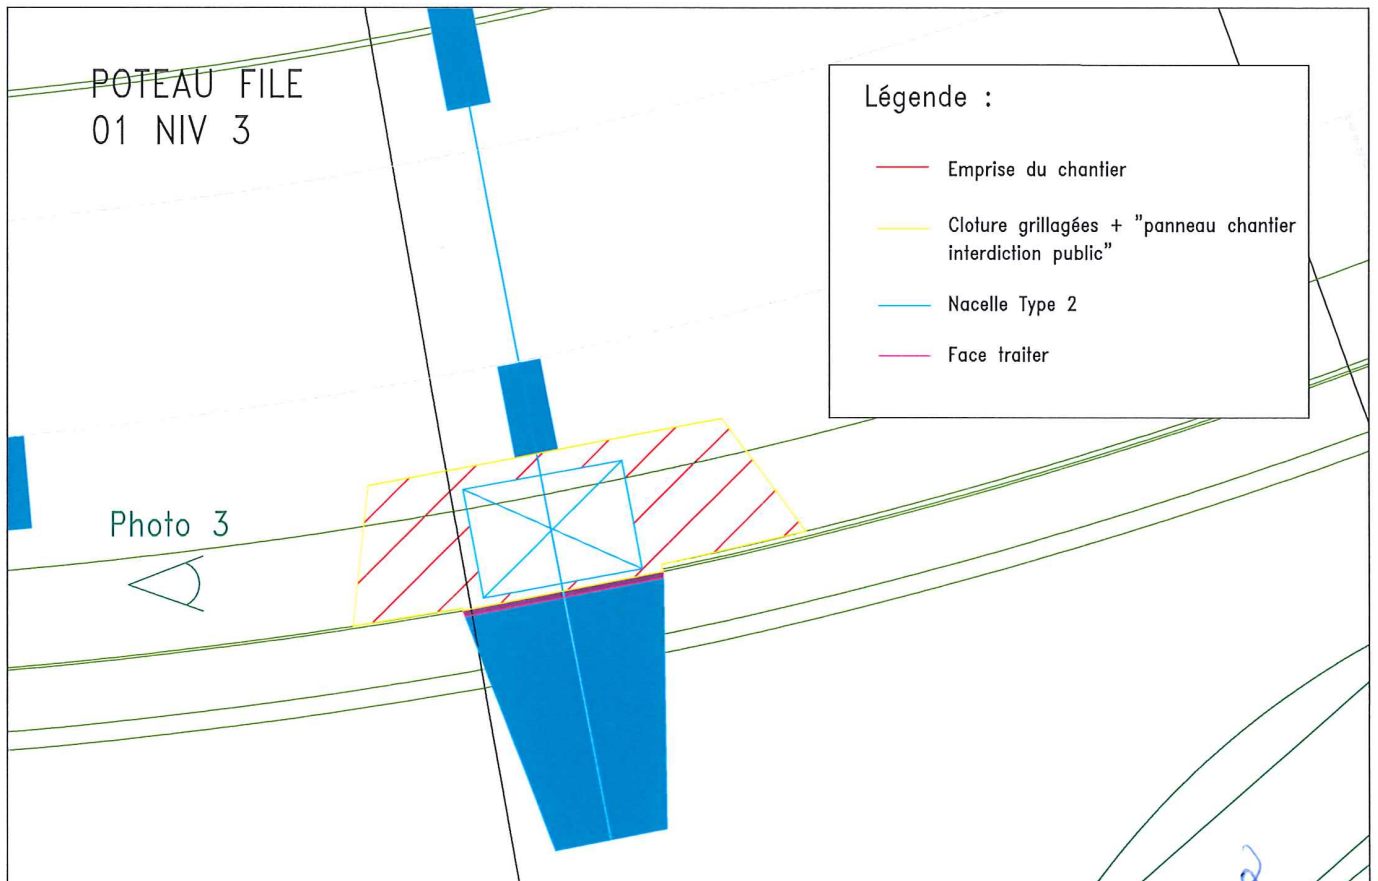 POTEAU FILE
01 NIV 3
Légende :
Emprise du chantier
Cloture grillagées + "panneau chantier
interdiction public"
Nacelle Type 2
Face traiter
Photo 3